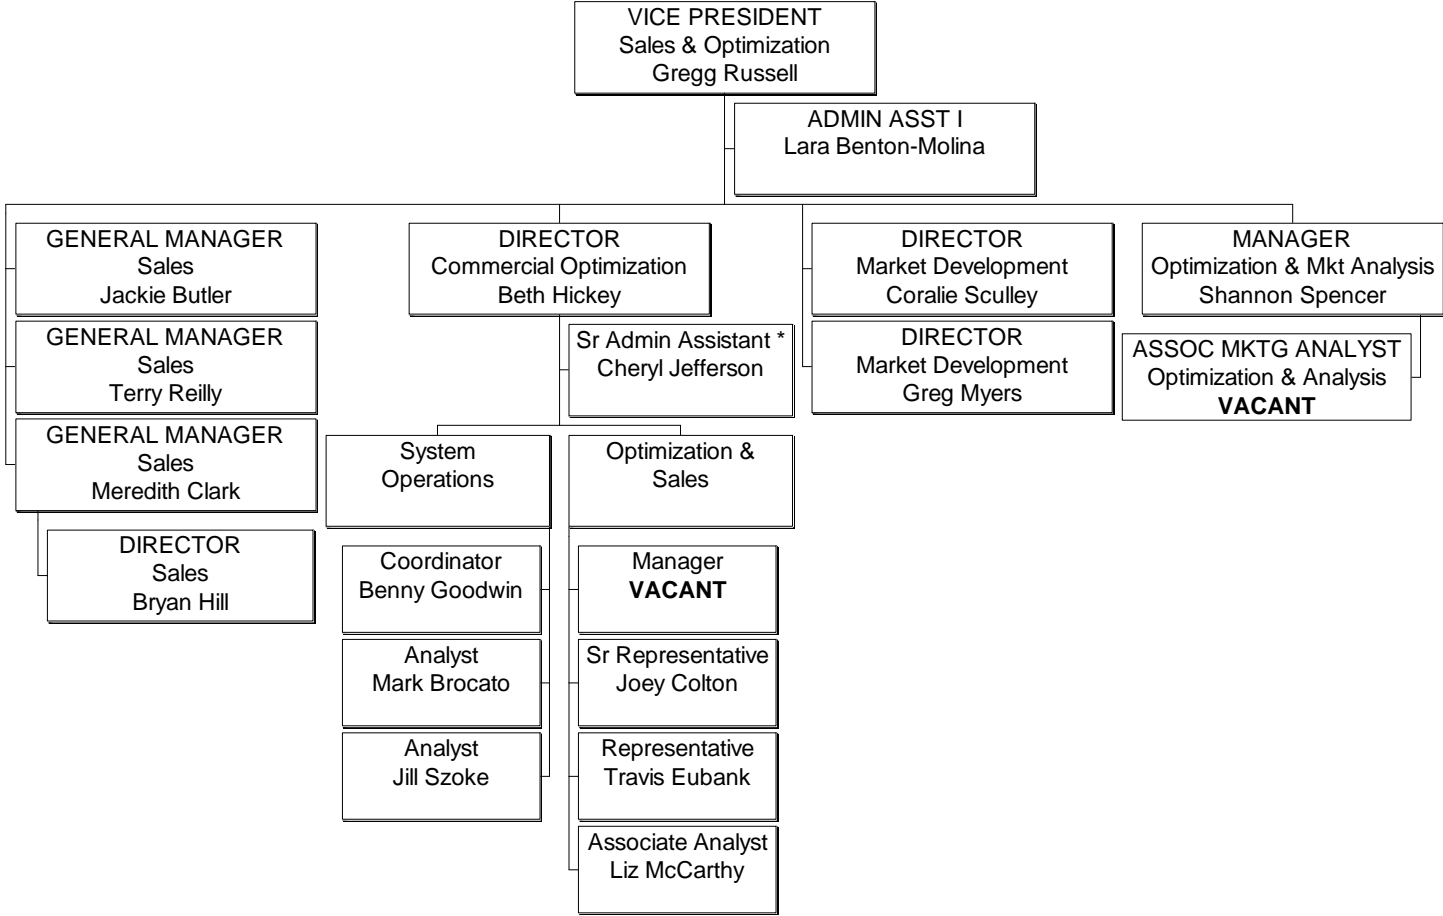 VICE PRESIDENT
Sales & Optimization
Gregg Russell
ADMIN ASST I
Lara Benton-Molina
GENERAL MANAGER
Sales
Jackie Butler
GENERAL MANAGER
Sales
Terry Reilly
GENERAL MANAGER
Sales
Meredith Clark
DIRECTOR
Sales
Bryan Hill
DIRECTOR
Commercial Optimization
Beth Hickey
Sr Admin Assistant *
Cheryl Jefferson
System
Operations
Coordinator
Benny Goodwin
Analyst
Mark Brocato
Analyst
Jill Szoke
Optimization &
Sales
Manager
VACANT
Sr Representative
Joey Colton
Representative
Travis Eubank
Associate Analyst
Liz McCarthy
DIRECTOR
Market Development
Coralie Sculley
DIRECTOR
Market Development
Greg Myers
MANAGER
Optimization & Mkt Analysis
Shannon Spencer
ASSOC MKTG ANALYST
Optimization & Analysis
VACANT